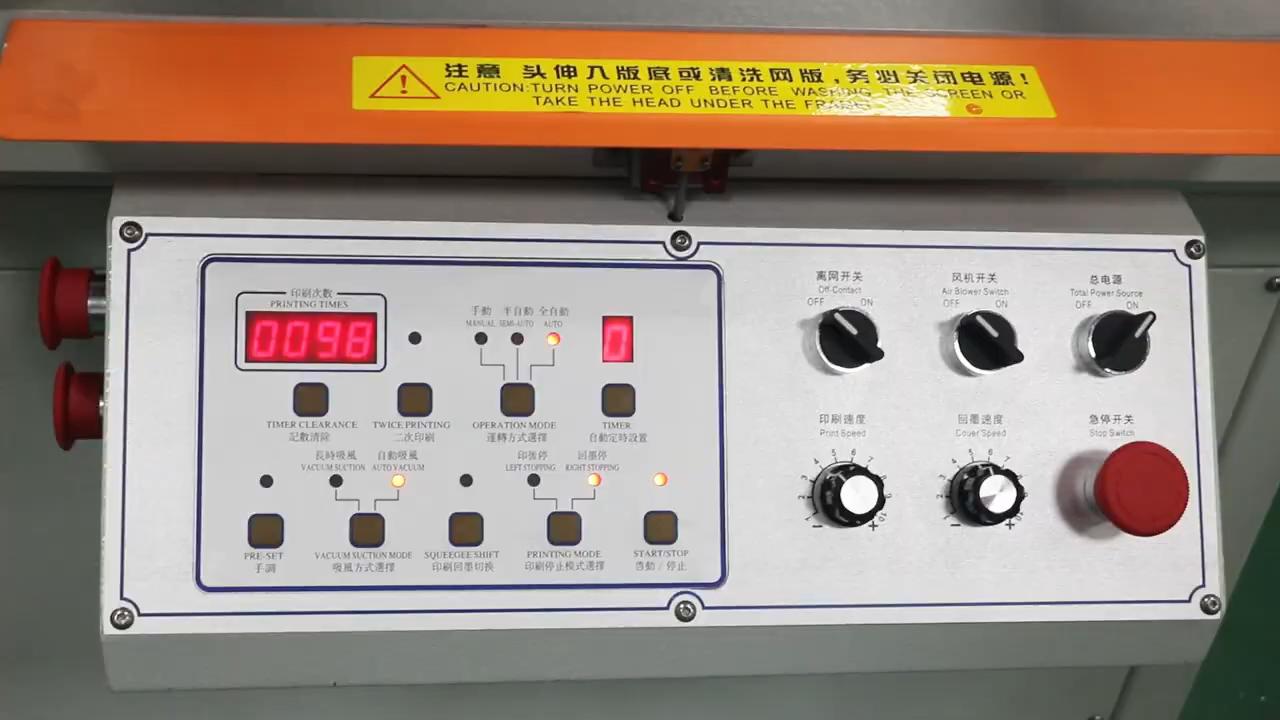 注意 头伸入版底或清洗网版,务必关闭电源!
CAUTION:TURN POWER OFF BEFORE WASHING THE SCREEN OR
TAKE THE HEAD UNDER THE FRAME
印刷次數
PRINTING TIMES
0098
手動 半自動 全自動
MANUAL SEMI-AUTO AUTO
0
TIMER CLEARANCE
記數清除
TWICE PRINTING
二次印刷
OPERATION MODE
運轉方式選擇
TIMER
自動定時設置
長時吸風 自動吸風
VACUUM SUCTION AUTO VACUUM
印後停 回墨停
LEFT STOPPING RIGHT STOPPING
PRE-SET
手調
VACUUM SUCTION MODE
吸風方式選擇
SQUEEGEE SHIFT
印刷回墨切换
PRINTING MODE
印刷停止模式選擇
START/STOP
啓動 / 停止
离网开关
Off-Contact
OFF ON
风机开关
Air Blower Switch
OFF ON
总电源
Total Power Source
OFF ON
印刷速度
Print Speed
回墨速度
Cover Speed
急停开关
Stop Switch